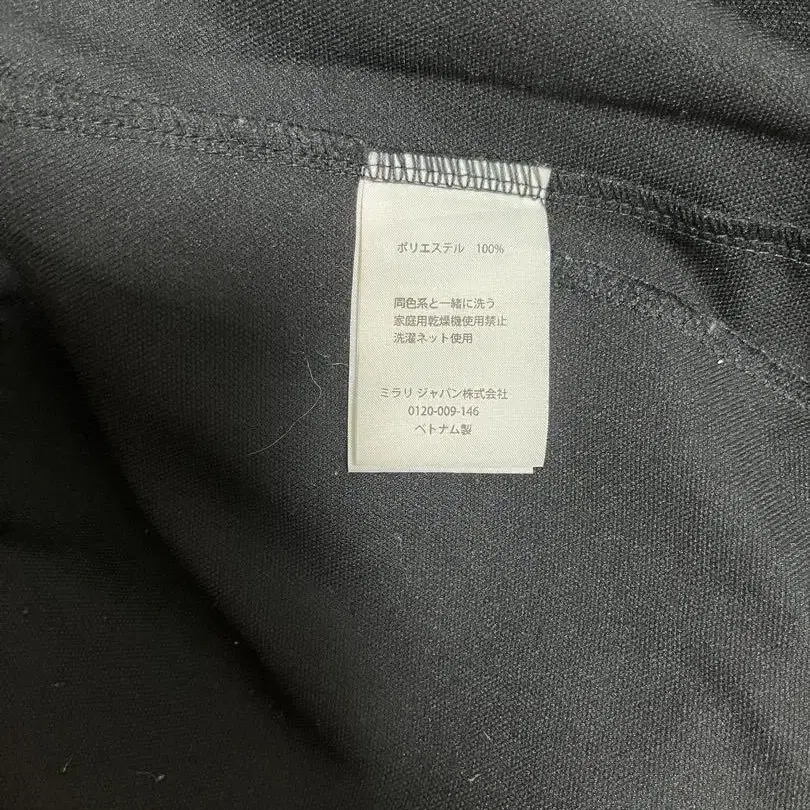 ポリエステル 100%
同色系と一緒に洗う
家庭用乾燥機使用禁止
洗濯ネット使用
ミラリ ジャパン株式会社
0120-009-146
ベトナム製